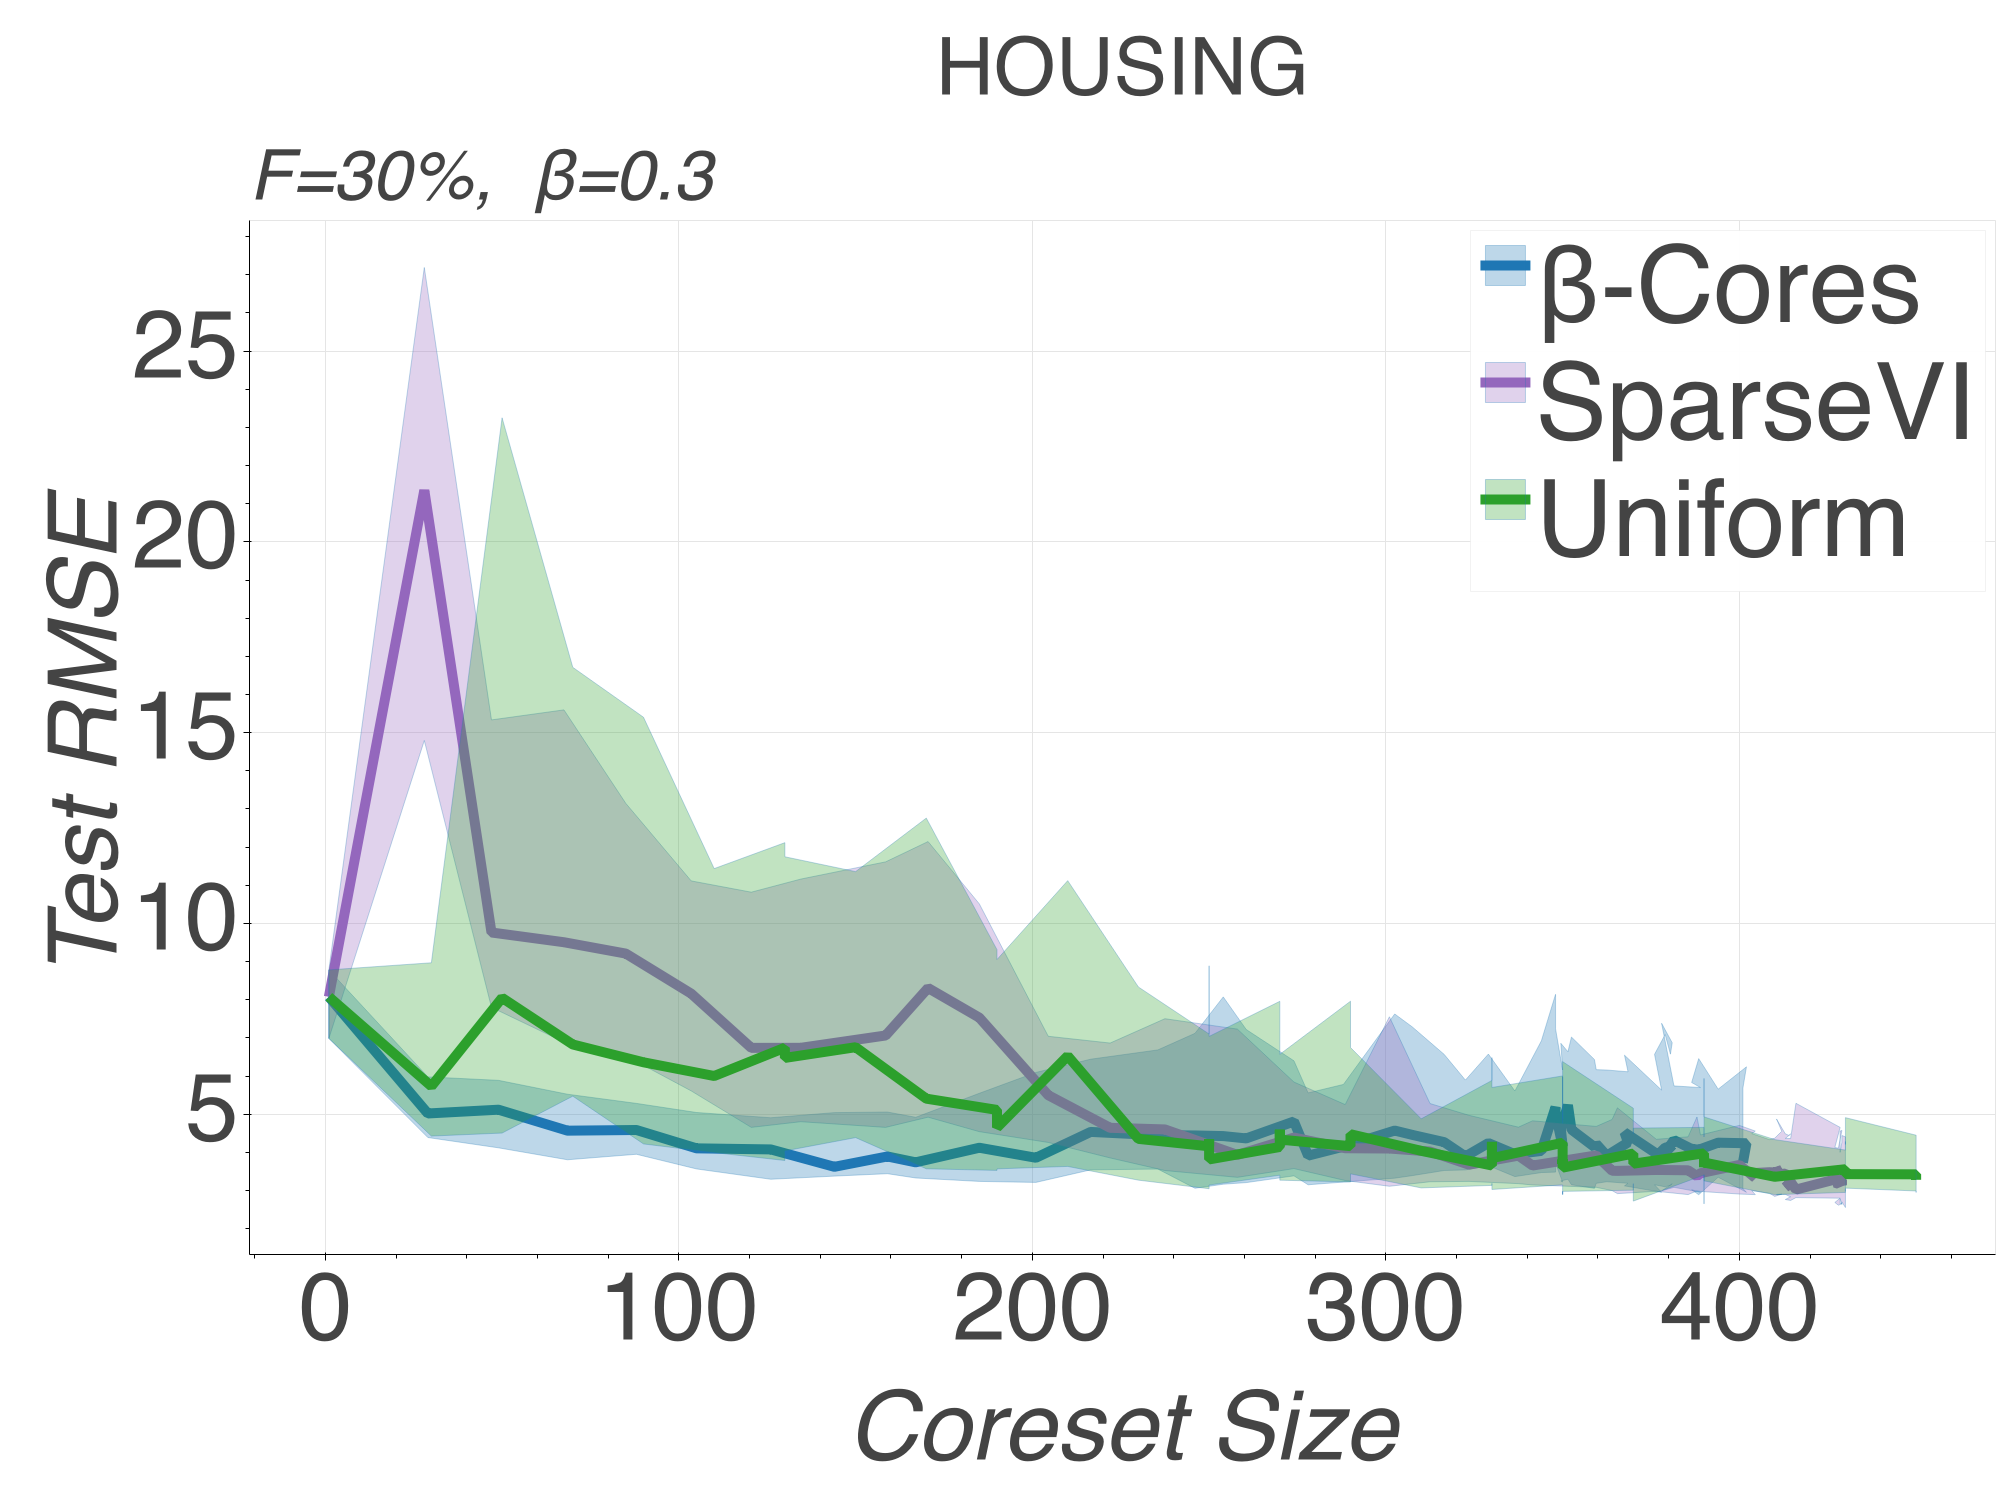 HOUSING
F=30%, β=0.3
β-Cores
SparseVI
Uniform
Test RMSE
25
20
15
10
5
0 100 200 300 400
Coreset Size